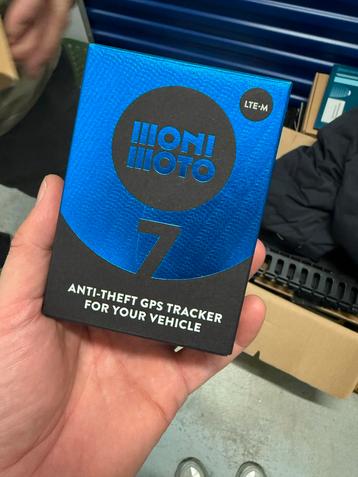 LTE-M
MONI
MOTO
7
ANTI-THEFT GPS TRACKER
FOR YOUR VEHICLE